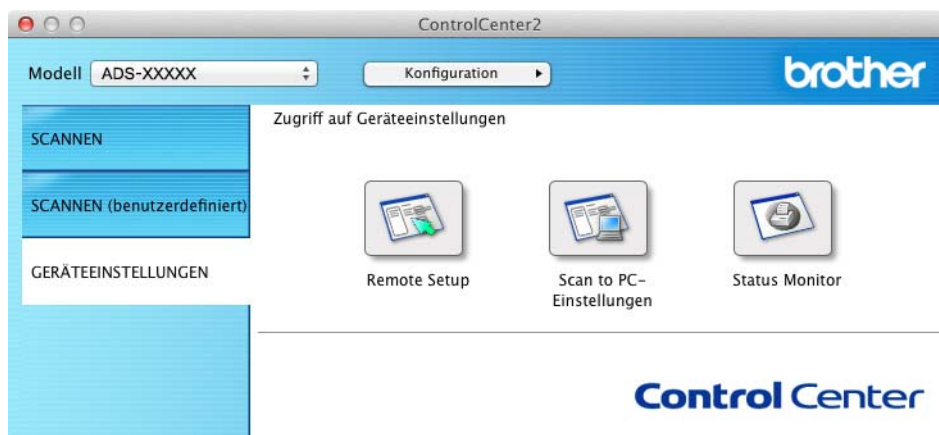 ControlCenter2
Modell ADS-XXXXX Konfiguration brother
SCANNEN
SCANNEN (benutzerdefiniert)
GERÄTEEINSTELLUNGEN
Zugriff auf Geräteeinstellungen
Remote Setup
Scan to PC-
Einstellungen
Status Monitor
Control Center